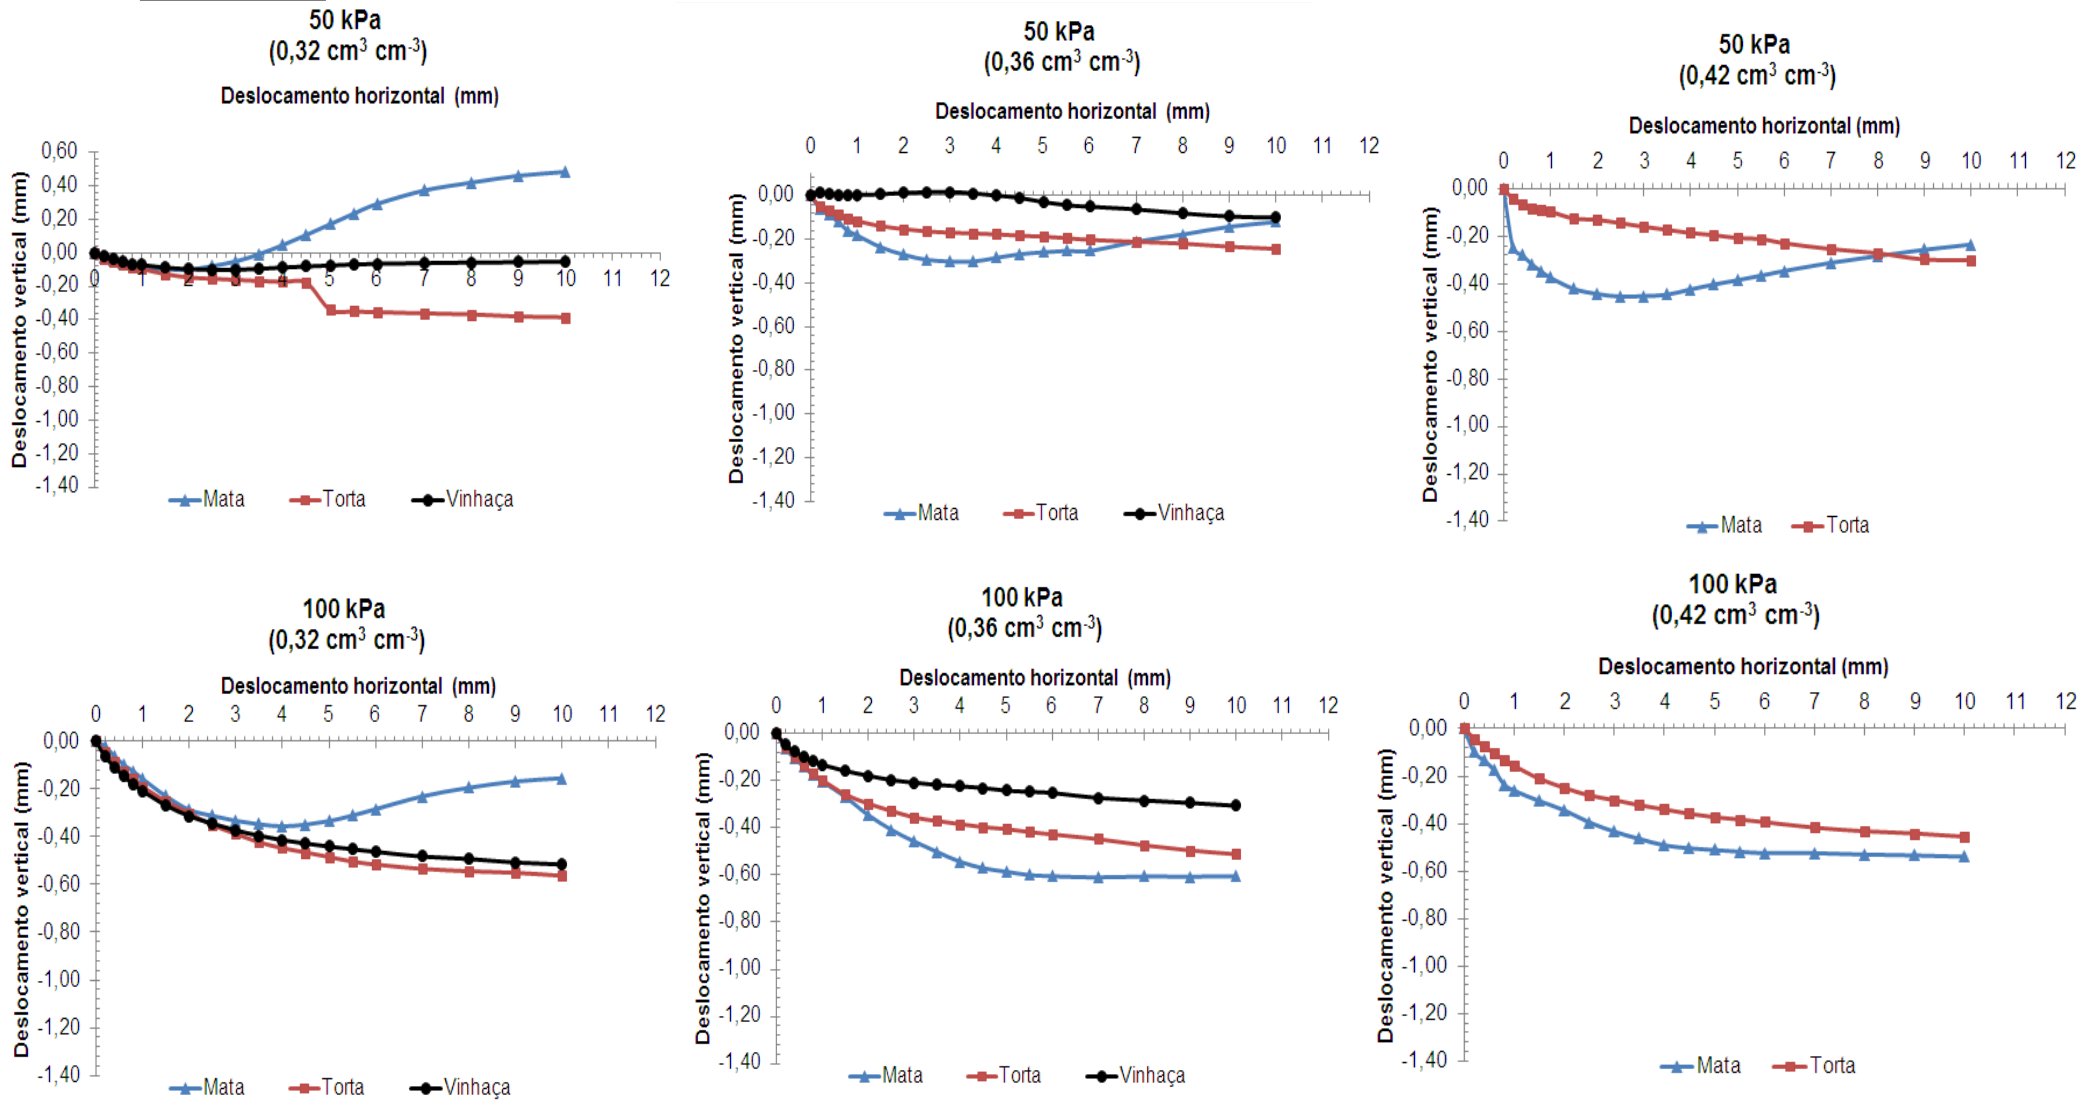 50 kPa
(0,32 cm³ cm⁻³)
Deslocamento horizontal (mm)
0,60
0,40
0,20
0,00
-0,20
-0,40
-0,60
-0,80
-1,00
-1,20
-1,40
0 1 2 3 4 5 6 7 8 9 10 11 12
Deslocamento vertical (mm)
Mata Torta Vinhaça
50 kPa
(0,36 cm³ cm⁻³)
Deslocamento horizontal (mm)
0 1 2 3 4 5 6 7 8 9 10 11 12
0,00
-0,20
-0,40
-0,60
-0,80
-1,00
-1,20
-1,40
Deslocamento vertical (mm)
Mata Torta Vinhaça
50 kPa
(0,42 cm³ cm⁻³)
Deslocamento horizontal (mm)
0 1 2 3 4 5 6 7 8 9 10 11 12
0,00
-0,20
-0,40
-0,60
-0,80
-1,00
-1,20
-1,40
Deslocamento vertical (mm)
Mata Torta
100 kPa
(0,32 cm³ cm⁻³)
Deslocamento horizontal (mm)
0 1 2 3 4 5 6 7 8 9 10 11 12
0,00
-0,20
-0,40
-0,60
-0,80
-1,00
-1,20
-1,40
Deslocamento vertical (mm)
Mata Torta Vinhaça
100 kPa
(0,36 cm³ cm⁻³)
Deslocamento horizontal (mm)
0 1 2 3 4 5 6 7 8 9 10 11 12
0,00
-0,20
-0,40
-0,60
-0,80
-1,00
-1,20
-1,40
Deslocamento vertical (mm)
Mata Torta Vinhaça
100 kPa
(0,42 cm³ cm⁻³)
Deslocamento horizontal (mm)
0 1 2 3 4 5 6 7 8 9 10 11 12
0,00
-0,20
-0,40
-0,60
-0,80
-1,00
-1,20
-1,40
Deslocamento vertical (mm)
Mata Torta